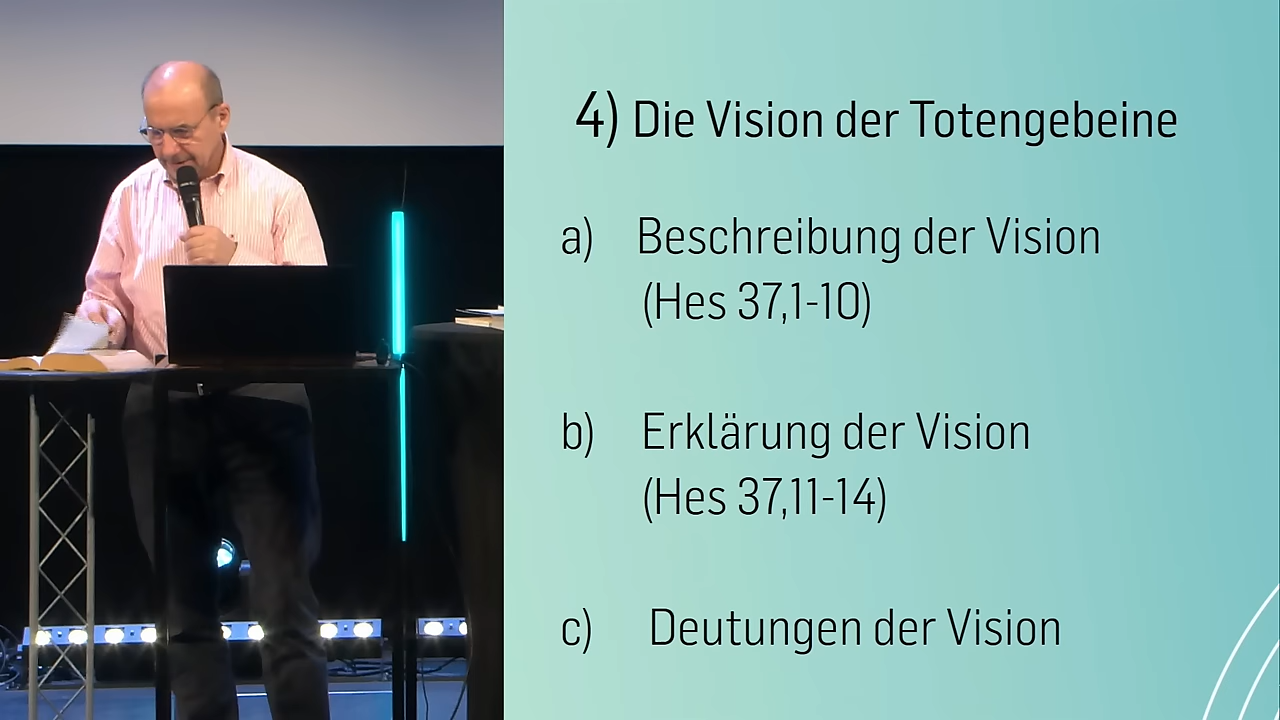 4) Die Vision der Totengebeine
a) Beschreibung der Vision
(Hes 37,1-10)
b) Erklärung der Vision
(Hes 37,11-14)
c) Deutungen der Vision